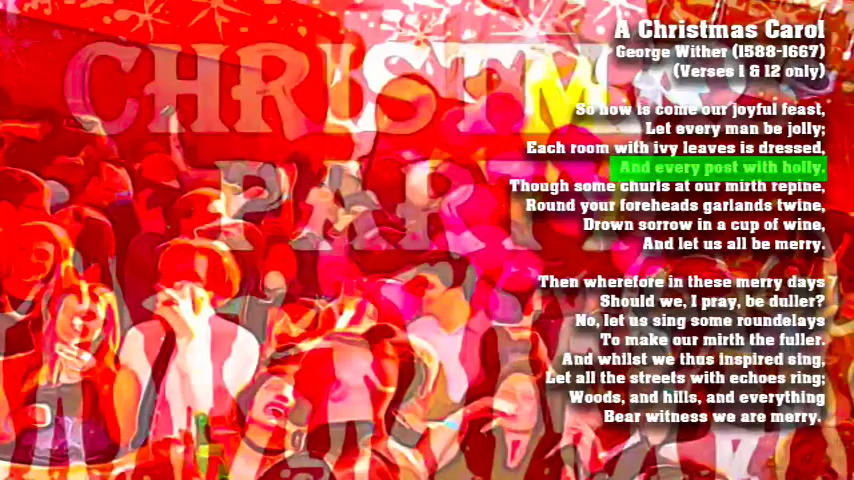 CHRISTMAS
PARTY
A Christmas Carol
George Wither (1588-1667)
(Verses 1 & 12 only)
So now is come our joyful feast,
Let every man be jolly;
Each room with ivy leaves is dressed,
And every post with holly.
Though some churls at our mirth repine,
Round your foreheads garlands twine,
Drown sorrow in a cup of wine,
And let us all be merry.
Then wherefore in these merry days
Should we, I pray, be duller?
No, let us sing some roundelays
To make our mirth the fuller.
And whilst we thus inspired sing,
Let all the streets with echoes ring;
Woods, and hills, and everything
Bear witness we are merry.